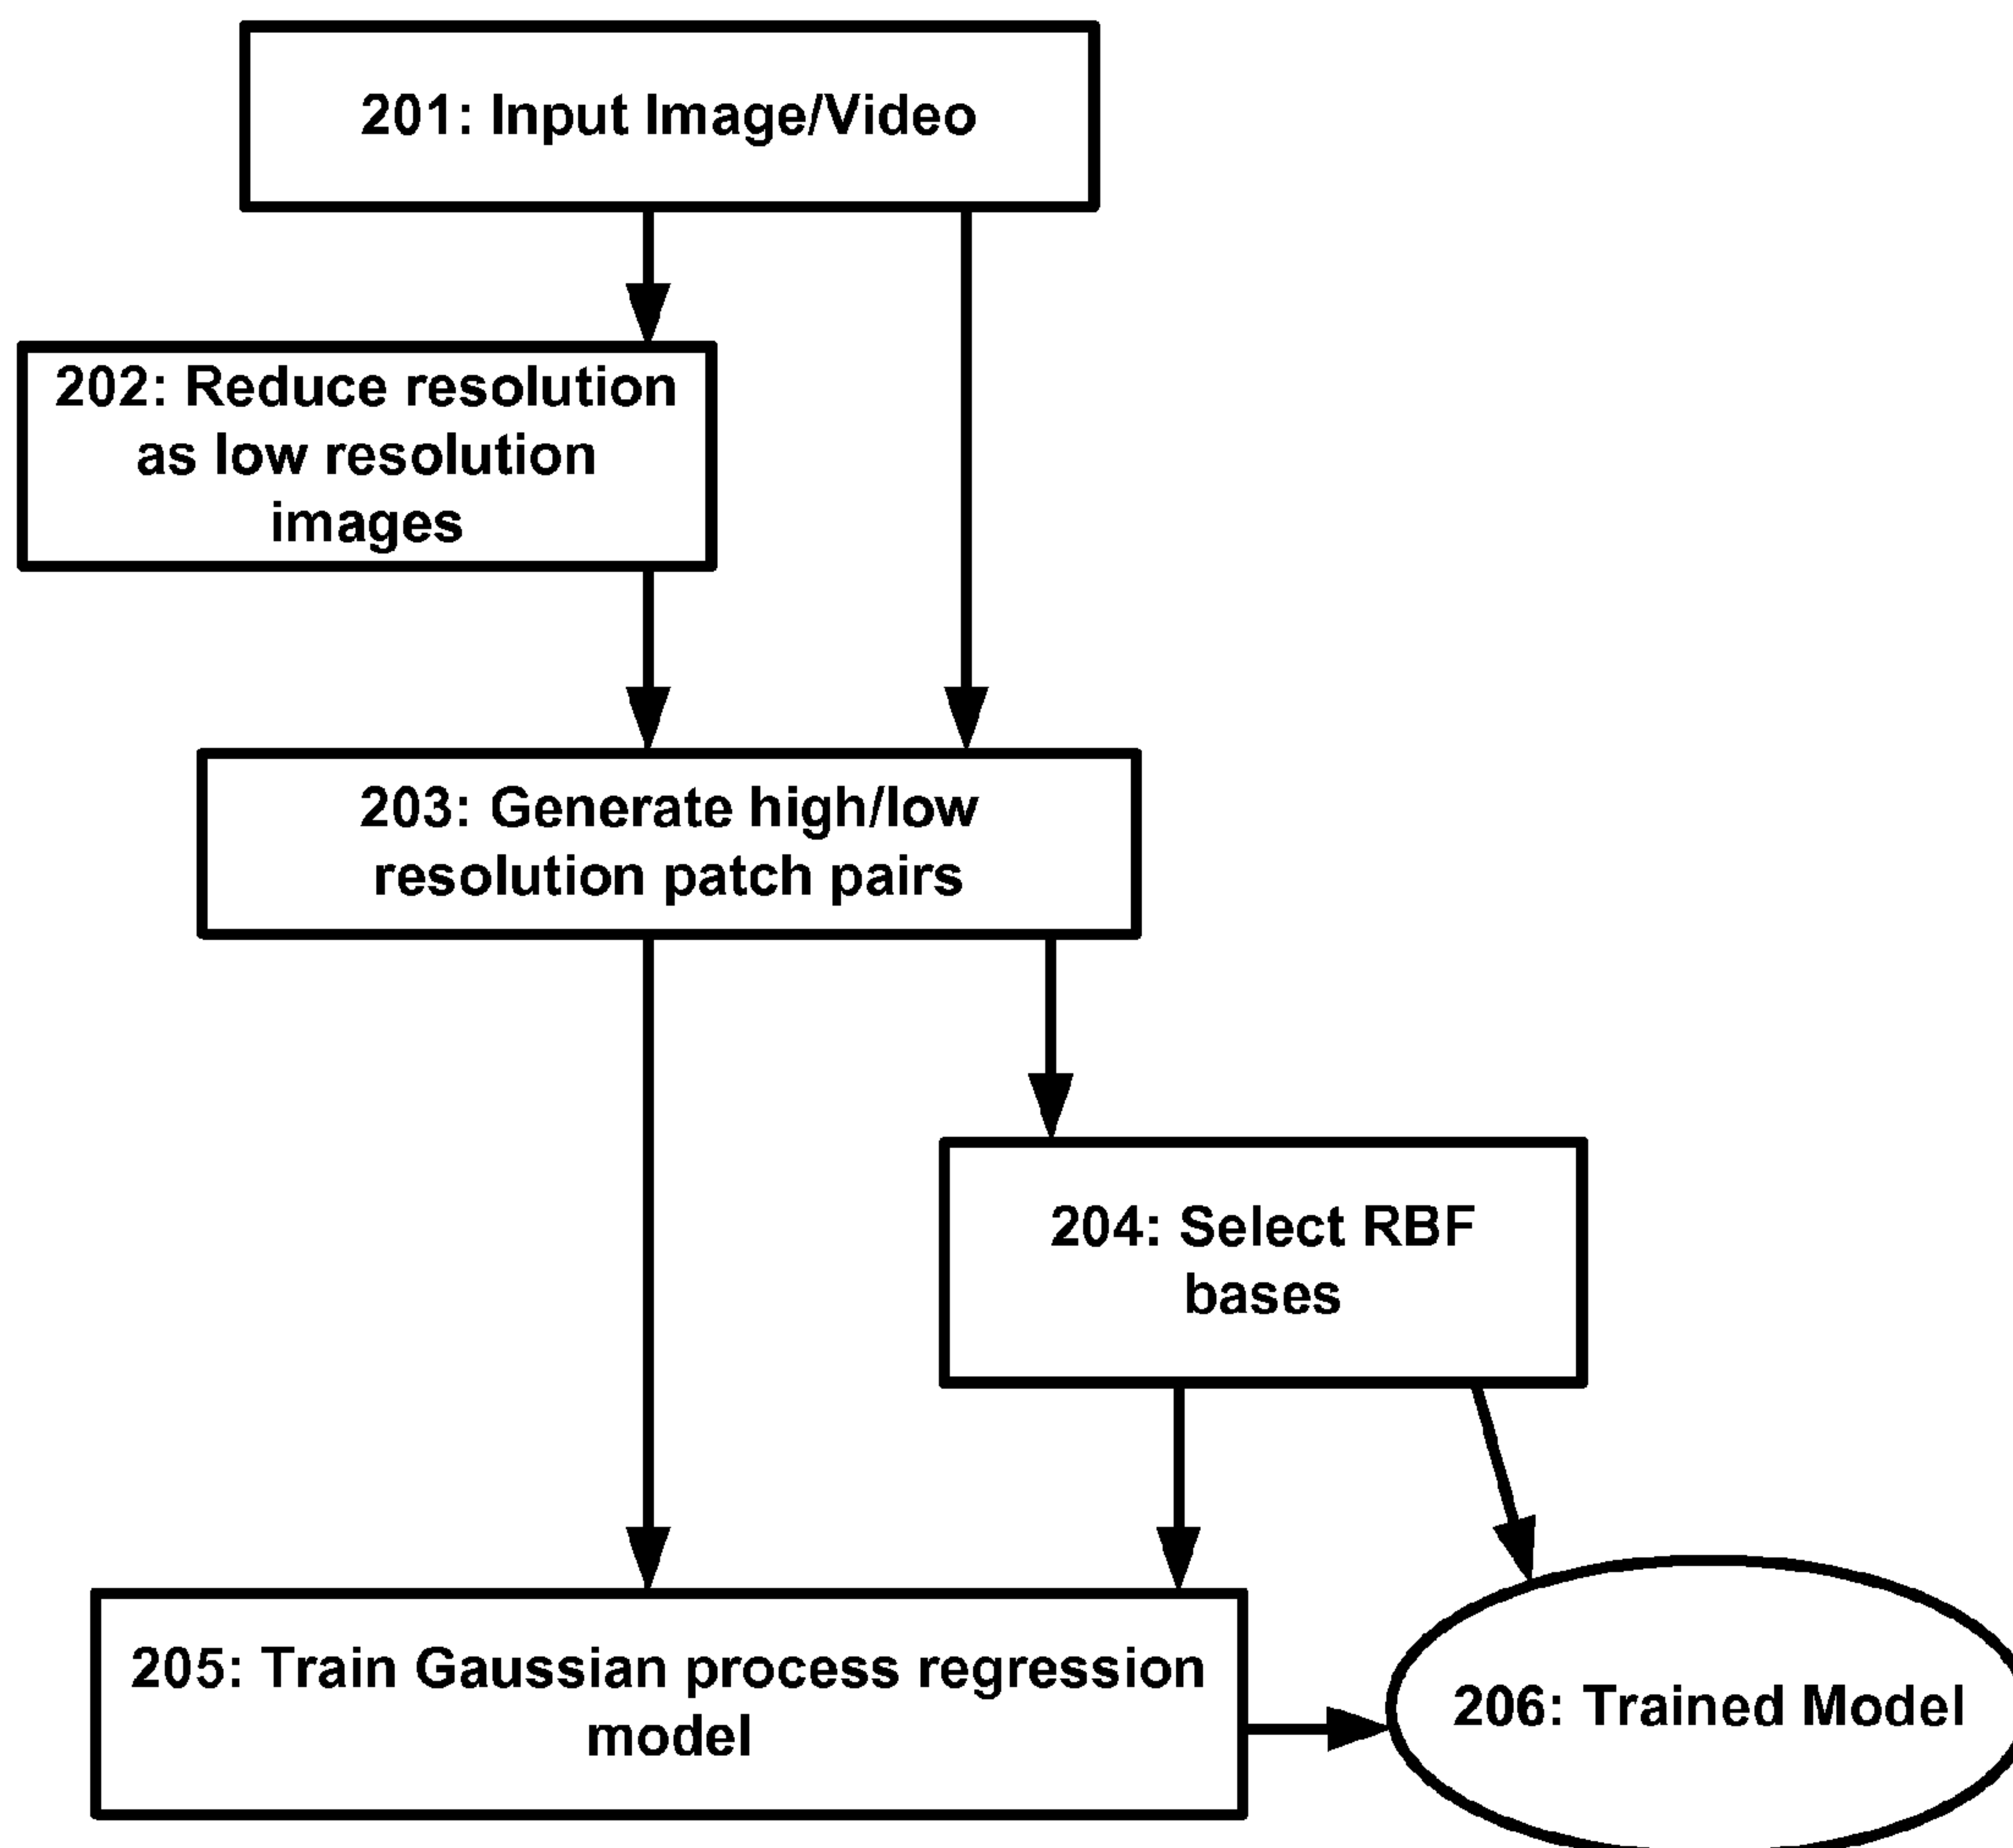 201: Input Image/Video
202: Reduce resolution
as low resolution
images
203: Generate high/low
resolution patch pairs
204: Select RBF
bases
205: Train Gaussian process regression
model
206: Trained Model